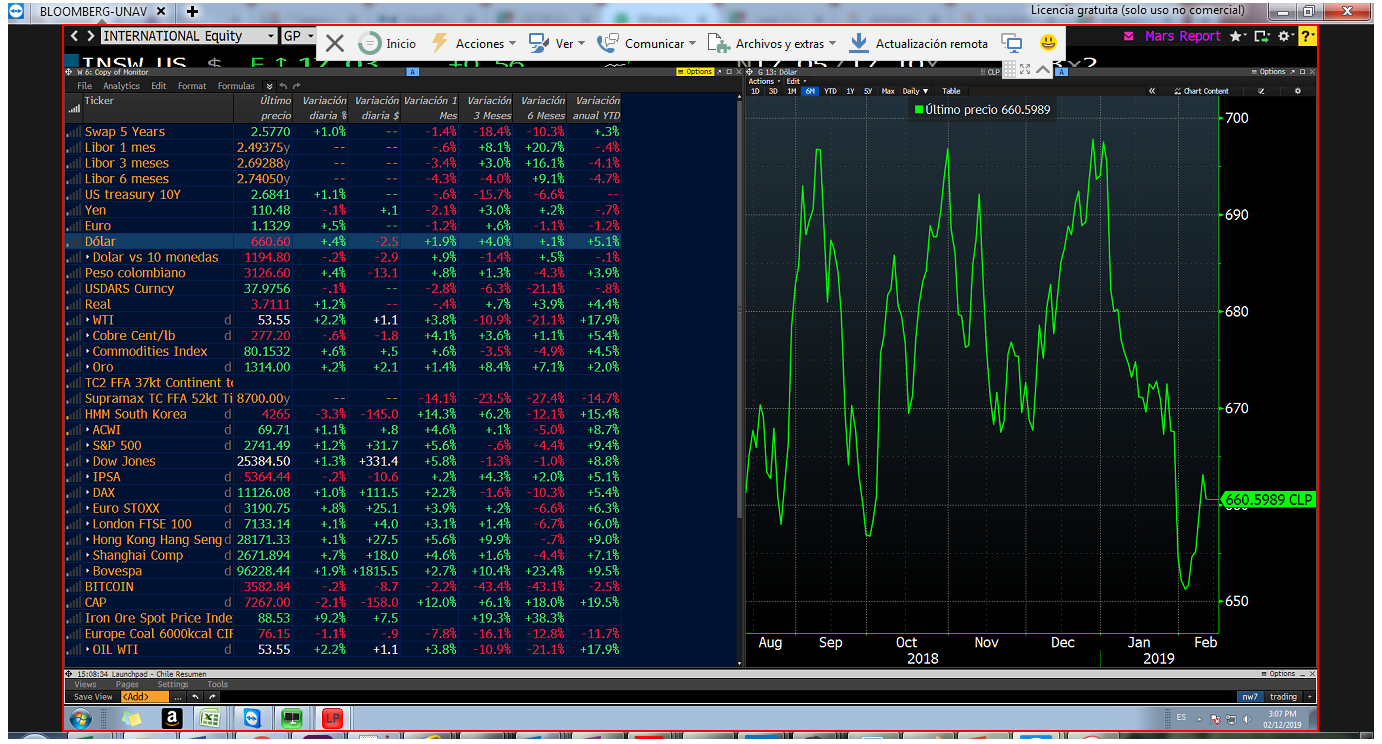 BLOOMBERG-UNAV × +
Licencia gratuita (solo uso no comercial)
INTERNATIONAL Equity GP
Inicio Acciones Ver Comunicar Archivos y extras Actualización remota
Mars Report
W 6: Copy of Monitor A Options
G 13: Dólar CLP A Options
File Analytics Edit Format Formulas
Actions Edit
1D 3D 1M 6M YTD 1Y 5Y Max Daily ▼ Table « Chart Content
Ticker Último precio Variación diaria % Variación diaria $ Variación 1 Mes Variación 3 Meses Variación 6 Meses Variación anual YTD
Swap 5 Years 2.5770 +1.0% -- -1.4% -18.4% -10.3% +.3%
Libor 1 mes 2.49375y -- -- -.6% +8.1% +20.7% -.4%
Libor 3 meses 2.69288y -- -- -3.4% +3.0% +16.1% -4.1%
Libor 6 meses 2.74050y -- -- -4.3% -4.0% +9.1% -4.7%
US treasury 10Y 2.6841 +1.1% -- -.6% -15.7% -6.6% --
Yen 110.48 -.1% +.1 -2.1% +3.0% +.2% -.7%
Euro 1.1329 +.5% -- -1.2% +.6% -1.1% -1.2%
Dólar 660.60 +.4% -2.5 +1.9% +4.0% +.1% +5.1%
Dolar vs 10 monedas 1194.80 -.2% -2.9 +.9% -1.4% +.5% -.1%
Peso colombiano 3126.60 +.4% -13.1 +.8% +1.3% -4.3% +3.9%
USDARS Curncy 37.9756 -.1% -- -2.8% -6.3% -21.1% -.8%
Real 3.7111 +1.2% -- -.4% +.7% +3.9% +4.4%
WTI d 53.55 +2.2% +1.1 +3.8% -10.9% -21.1% +17.9%
Cobre Cent/lb d 277.20 -.6% -1.8 +4.1% +3.6% +1.1% +5.4%
Commodities Index 80.1532 +.6% +.5 +.6% -3.5% -4.9% +4.5%
Oro d 1314.00 +.2% +2.1 +1.4% +8.4% +7.1% +2.0%
TC2 FFA 37kt Continent to
Supramax TC FFA 52kt Ti 8700.00y -- -- -14.1% -23.5% -27.4% -14.7%
HMM South Korea d 4265 -3.3% -145.0 +14.3% +6.2% -12.1% +15.4%
ACWI d 69.71 +1.1% +.8 +4.6% +.1% -5.0% +8.7%
S&P 500 d 2741.49 +1.2% +31.7 +5.6% -.6% -4.4% +9.4%
Dow Jones 25384.50 +1.3% +331.4 +5.8% -1.3% -1.0% +8.8%
IPSA d 5364.44 -.2% -10.6 +.2% +4.3% +2.0% +5.1%
DAX d 11126.08 +1.0% +111.5 +2.2% -1.6% -10.3% +5.4%
Euro STOXX d 3190.75 +.8% +25.1 +3.9% +.2% -6.6% +6.3%
London FTSE 100 d 7133.14 +.1% +4.0 +3.1% +1.4% -6.7% +6.0%
Hong Kong Hang Seng d 28171.33 +.1% +27.5 +5.6% +9.9% -.7% +9.0%
Shanghai Comp d 2671.894 +.7% +18.0 +4.6% +1.6% -4.4% +7.1%
Bovespa d 96228.44 +1.9% +1815.5 +2.7% +10.4% +23.4% +9.5%
BITCOIN 3582.84 -.2% -8.7 -2.2% -43.4% -43.1% -2.5%
CAP d 7267.00 -2.1% -158.0 +12.0% +6.1% +18.0% +19.5%
Iron Ore Spot Price Inde 88.53 +9.2% +7.5 +19.3% +38.3%
Europe Coal 6000kcal CIF 76.15 -1.1% -.9 -7.8% -16.1% -12.8% -11.7%
OIL WTI d 53.55 +2.2% +1.1 +3.8% -10.9% -21.1% +17.9%
Último precio 660.5989
700
690
680
670
660.5989 CLP
650
Aug Sep Oct Nov Dec Jan Feb
2018 2019
15:08:34 Launchpad - Chile Resumen Options
Views Pages Settings Tools
Save View <Add> ... nw7 trading +
a LP ES 3:07 PM
02/12/2019